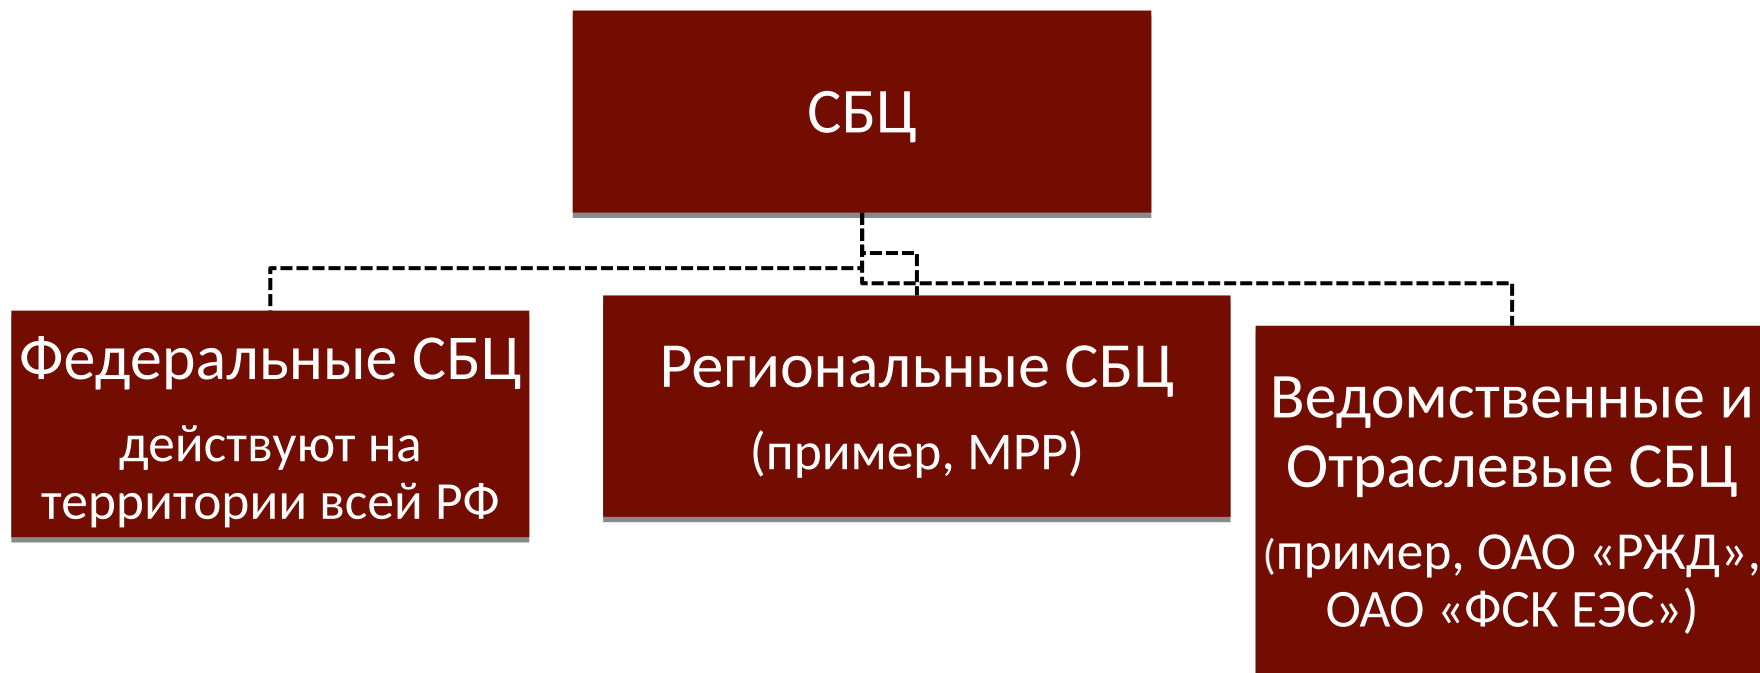 СБЦ
Федеральные СБЦ
действуют на
территории всей РФ
Региональные СБЦ
(пример, МРР)
Ведомственные и
Отраслевые СБЦ
(пример, ОАО «РЖД»,
ОАО «ФСК ЕЭС»)